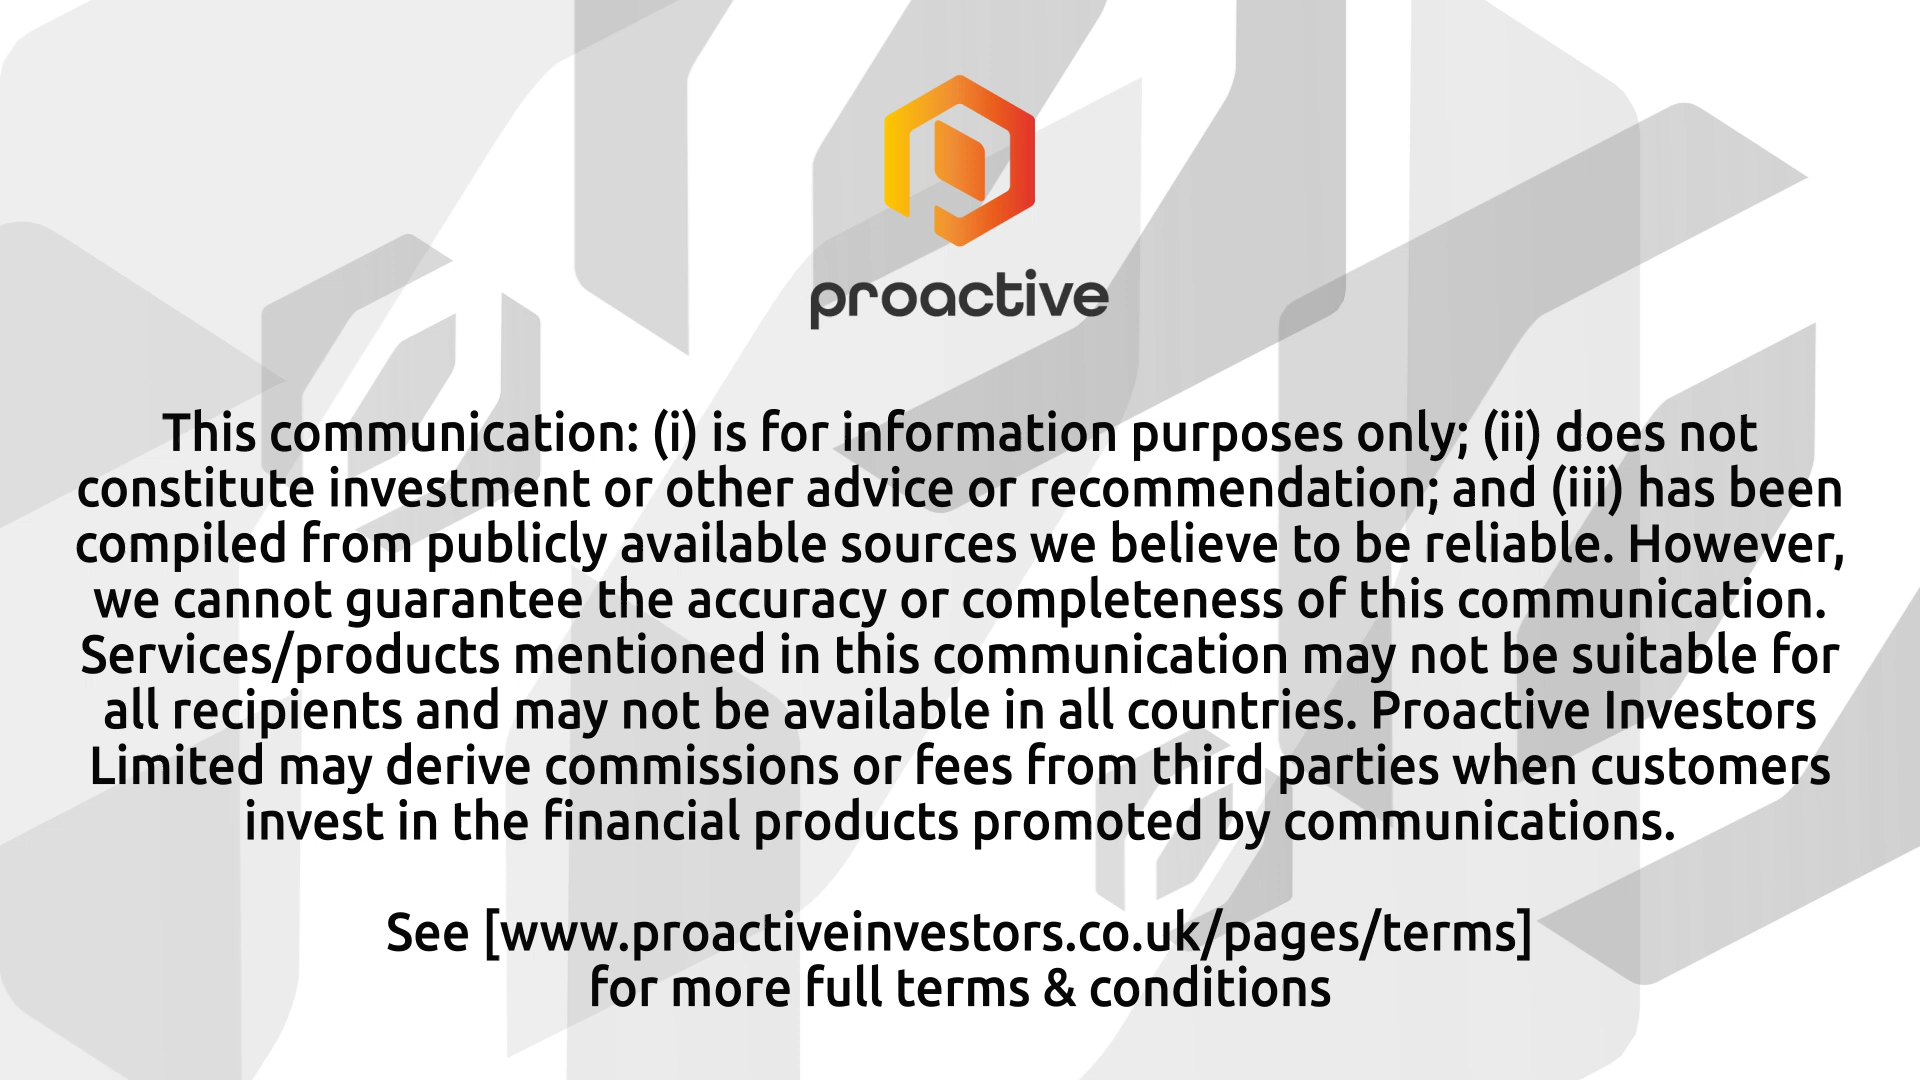 proactive
This communication: (i) is for information purposes only; (ii) does not
constitute investment or other advice or recommendation; and (iii) has been
compiled from publicly available sources we believe to be reliable. However,
we cannot guarantee the accuracy or completeness of this communication.
Services/products mentioned in this communication may not be suitable for
all recipients and may not be available in all countries. Proactive Investors
Limited may derive commissions or fees from third parties when customers
invest in the financial products promoted by communications.
See [www.proactiveinvestors.co.uk/pages/terms]
for more full terms & conditions